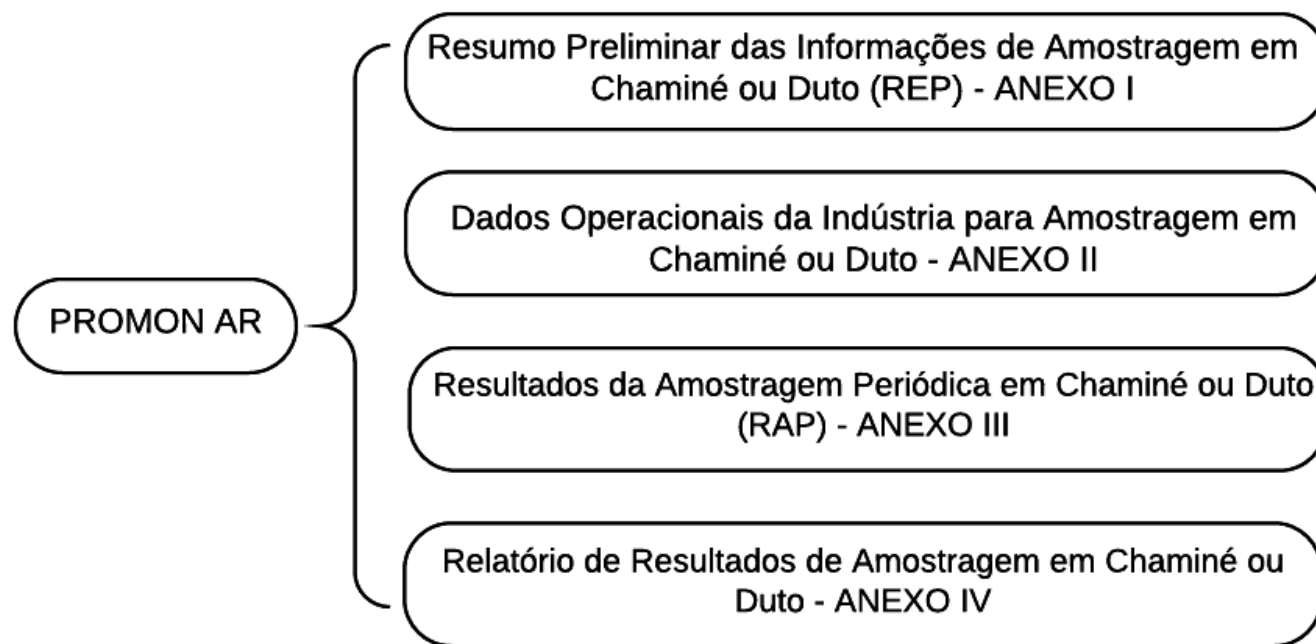 Resumo Preliminar das Informações de Amostragem em
Chaminé ou Duto (REP) - ANEXO I
Dados Operacionais da Indústria para Amostragem em
Chaminé ou Duto - ANEXO II
PROMON AR
Resultados da Amostragem Periódica em Chaminé ou Duto
(RAP) - ANEXO III
Relatório de Resultados de Amostragem em Chaminé ou
Duto - ANEXO IV